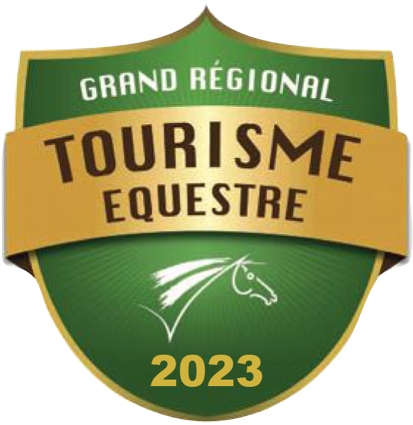 GRAND RÉGIONAL
TOURISME
EQUESTRE
2023